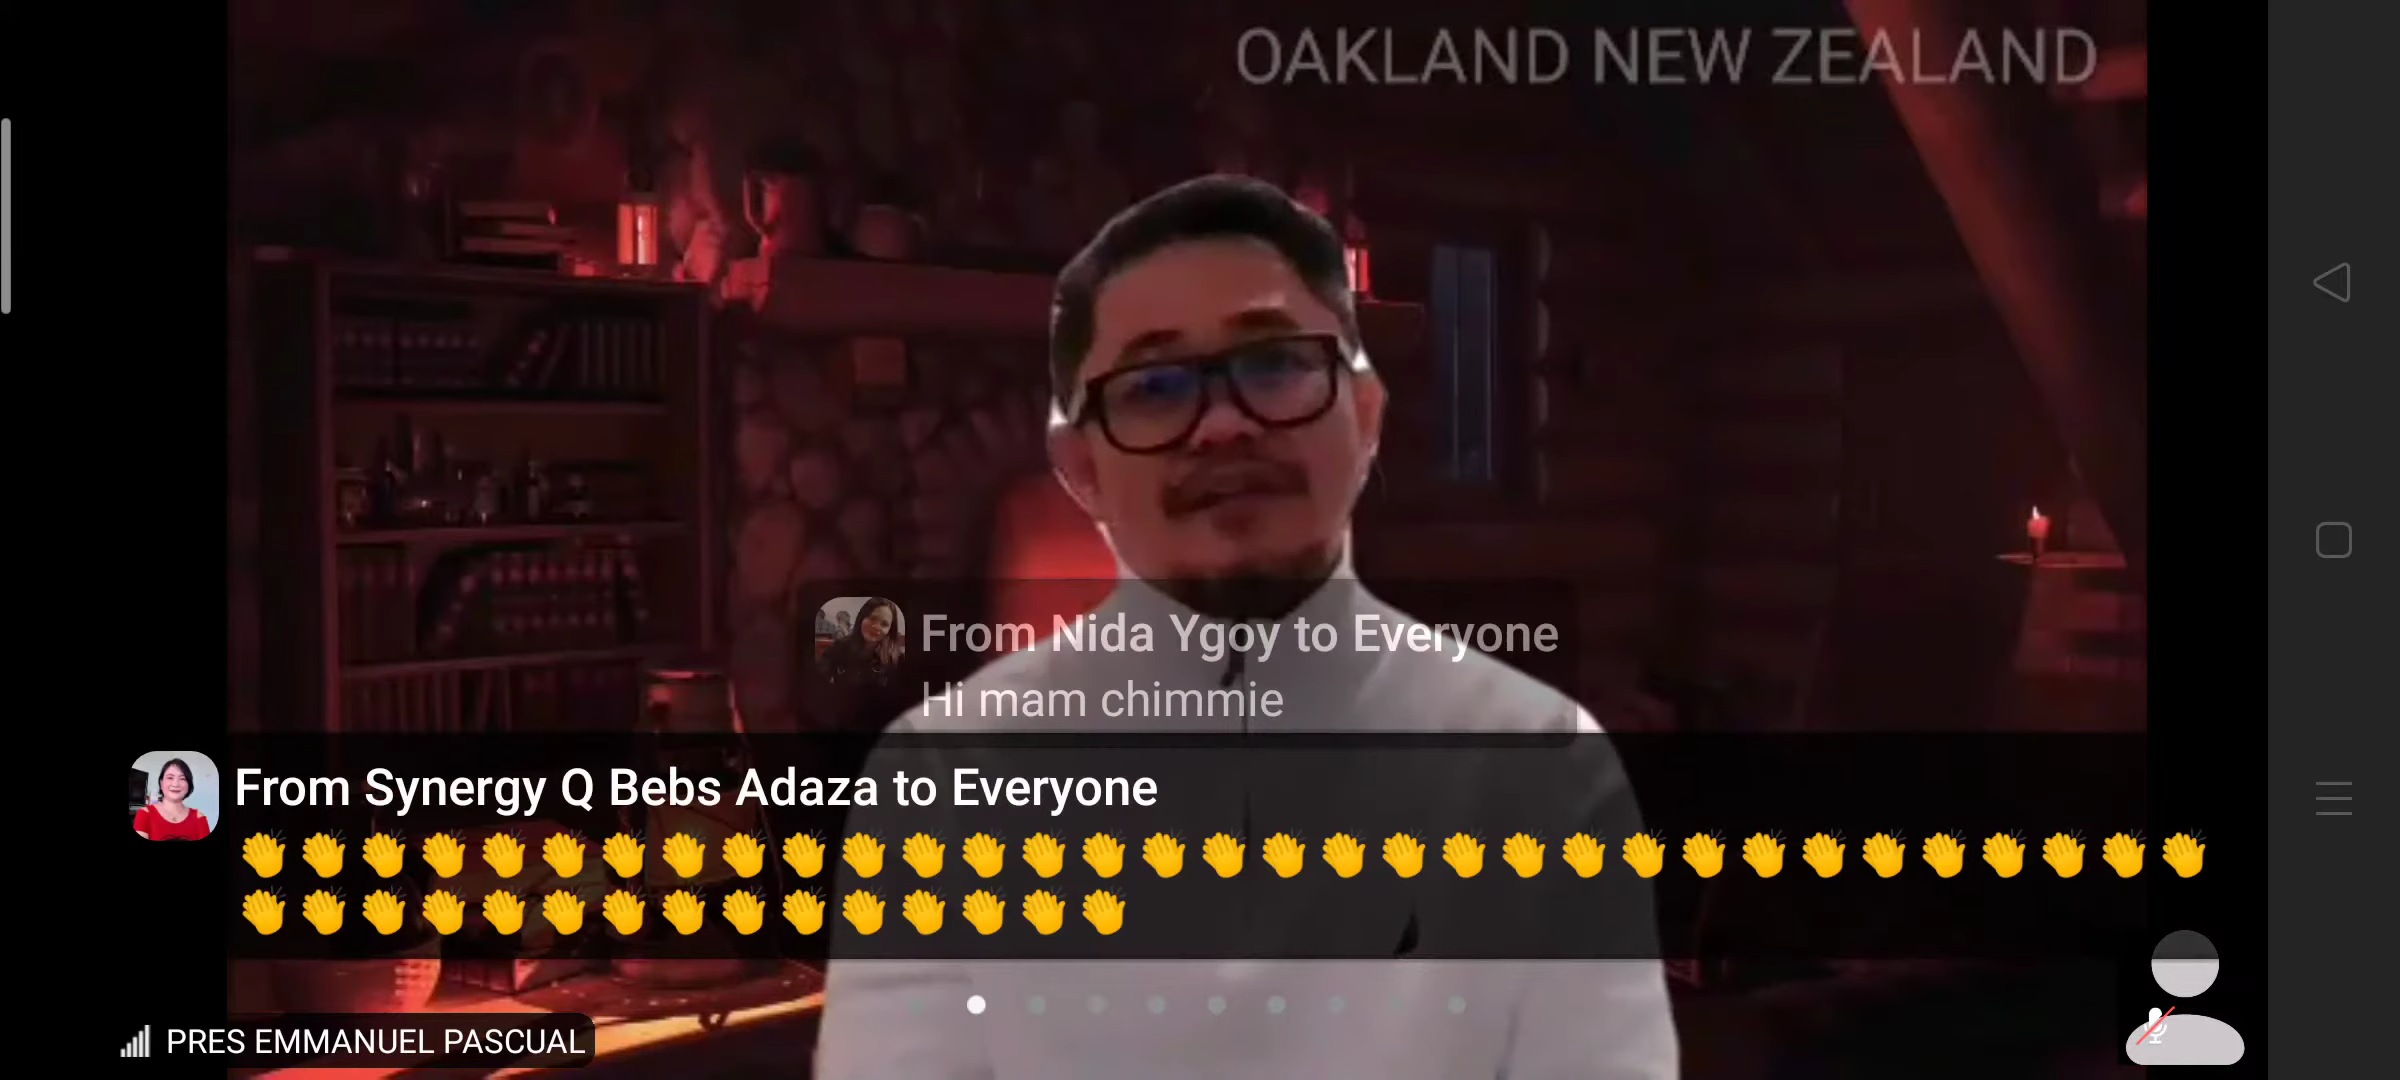 OAKLAND NEW ZEALAND
From Nida Ygoy to Everyone
Hi mam chimmie
From Synergy Q Bebs Adaza to Everyone
👏👏👏👏👏👏👏👏👏👏👏👏👏👏👏👏👏👏👏👏👏👏👏👏👏👏👏👏👏👏👏👏👏
👏👏👏👏👏👏👏👏👏👏👏👏👏👏👏
PRES EMMANUEL PASCUAL